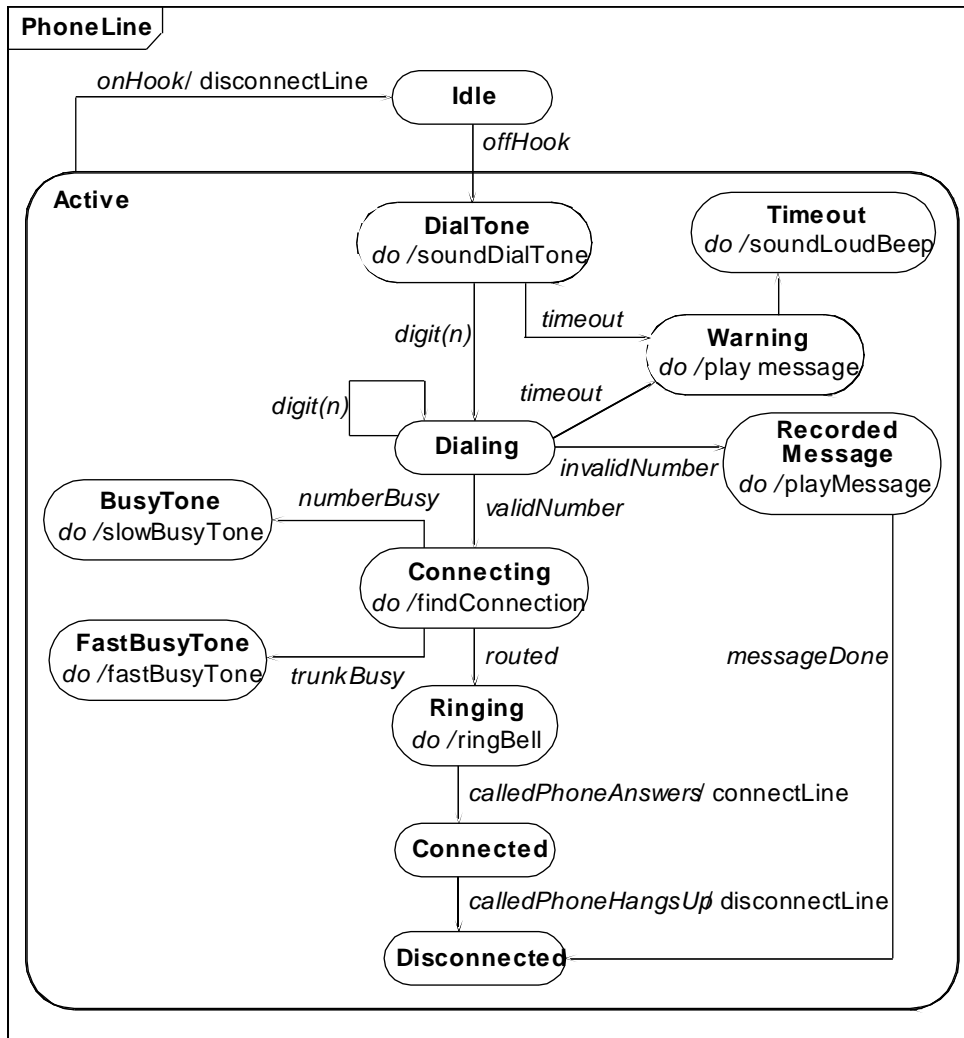 PhoneLine
onHook/ disconnectLine
Idle
offHook
Active
DialTone
do /soundDialTone
Timeout
do /soundLoudBeep
digit(n)
timeout
Warning
do /play message
digit(n)
timeout
Dialing
invalidNumber
Recorded
Message
do /playMessage
BusyTone
do /slowBusyTone
numberBusy
validNumber
Connecting
do /findConnection
FastBusyTone
do /fastBusyTone
trunkBusy
routed
messageDone
Ringing
do /ringBell
calledPhoneAnswers/ connectLine
Connected
calledPhoneHangsUp/ disconnectLine
Disconnected